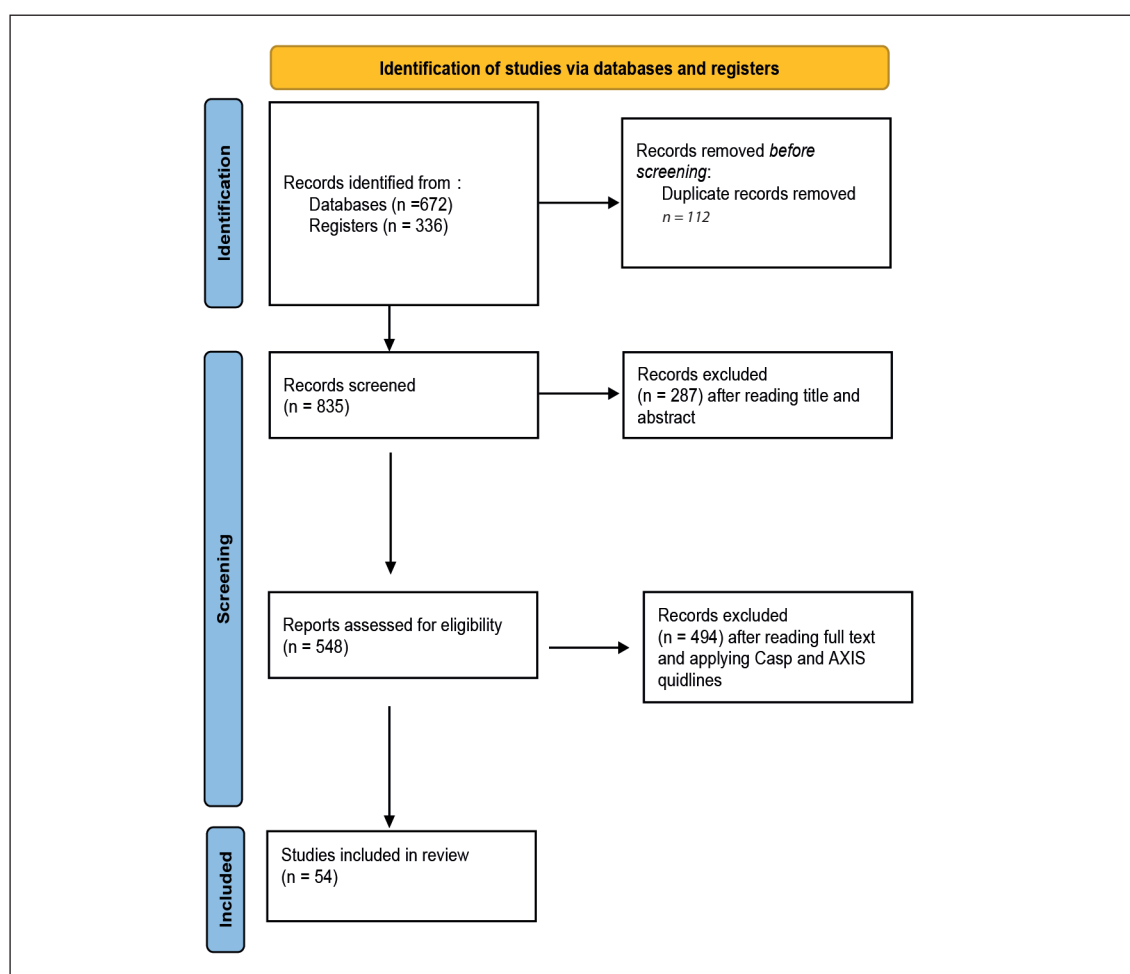 Identification of studies via databases and registers
Identification
Records identified from :
Databases (n =672)
Registers (n = 336)
Records removed before
screening:
Duplicate records removed
n = 112
Screening
Records screened
(n = 835)
Records excluded
(n = 287) after reading title and
abstract
Reports assessed for eligibility
(n = 548)
Records excluded
(n = 494) after reading full text
and applying Casp and AXIS
quidlines
Included
Studies included in review
(n = 54)